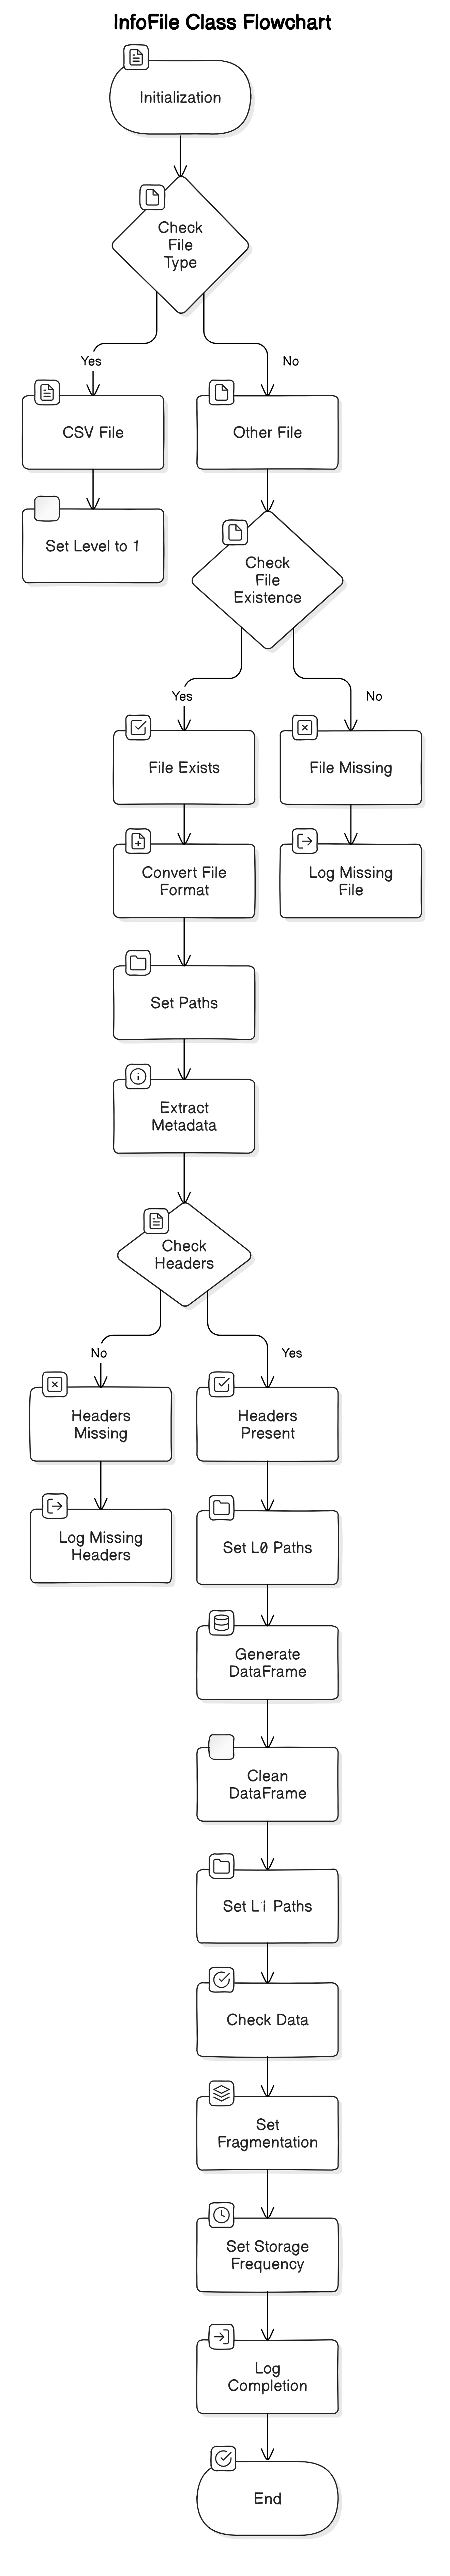 InfoFile Class Flowchart
Initialization
Check
File
Type
Yes
No
CSV File
Other File
Set Level to 1
Check
File
Existence
Yes
No
File Exists
File Missing
Convert File
Format
Log Missing
File
Set Paths
Extract
Metadata
Check
Headers
No
Yes
Headers
Missing
Headers
Present
Log Missing
Headers
Set L0 Paths
Generate
DataFrame
Clean
DataFrame
Set Li Paths
Check Data
Set
Fragmentation
Set Storage
Frequency
Log
Completion
End